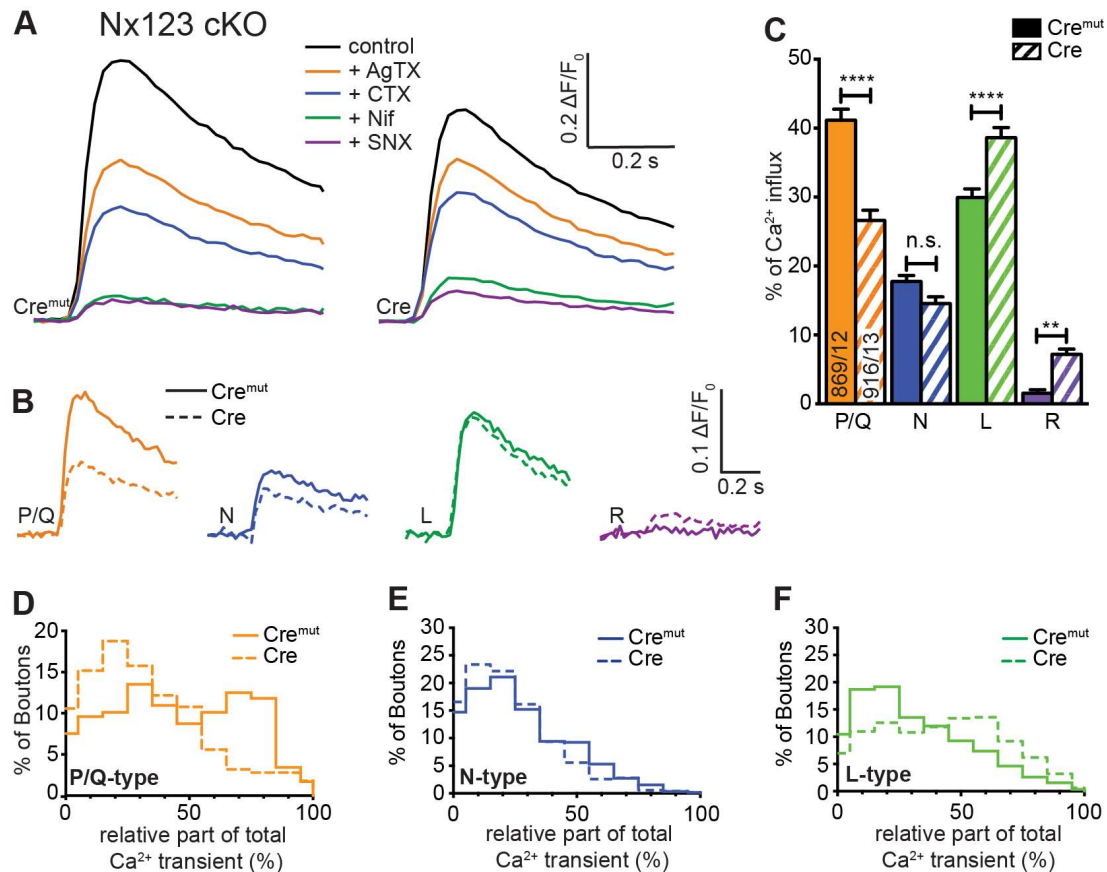 A
Nx123 cKO
control
+ AgTX
+ CTX
+ Nif
+ SNX
0.2 ΔF/F₀
0.2 s
Creᵐᵘᵗ
Cre
C
Creᵐᵘᵗ
Cre
% of Ca²⁺ influx
50
40
30
20
10
0
****
n.s.
****
**
869/12
916/13
P/Q
N
L
R
B
Creᵐᵘᵗ
Cre
P/Q
N
L
R
0.1 ΔF/F₀
0.2 s
D
% of Boutons
20
15
10
5
0
Creᵐᵘᵗ
Cre
P/Q-type
0
50
100
relative part of total
Ca²⁺ transient (%)
E
% of Boutons
30
25
20
15
10
5
0
Creᵐᵘᵗ
Cre
N-type
0
50
100
relative part of total
Ca²⁺ transient (%)
F
% of Boutons
30
25
20
15
10
5
0
Creᵐᵘᵗ
Cre
L-type
0
50
100
relative part of total
Ca²⁺ transient (%)